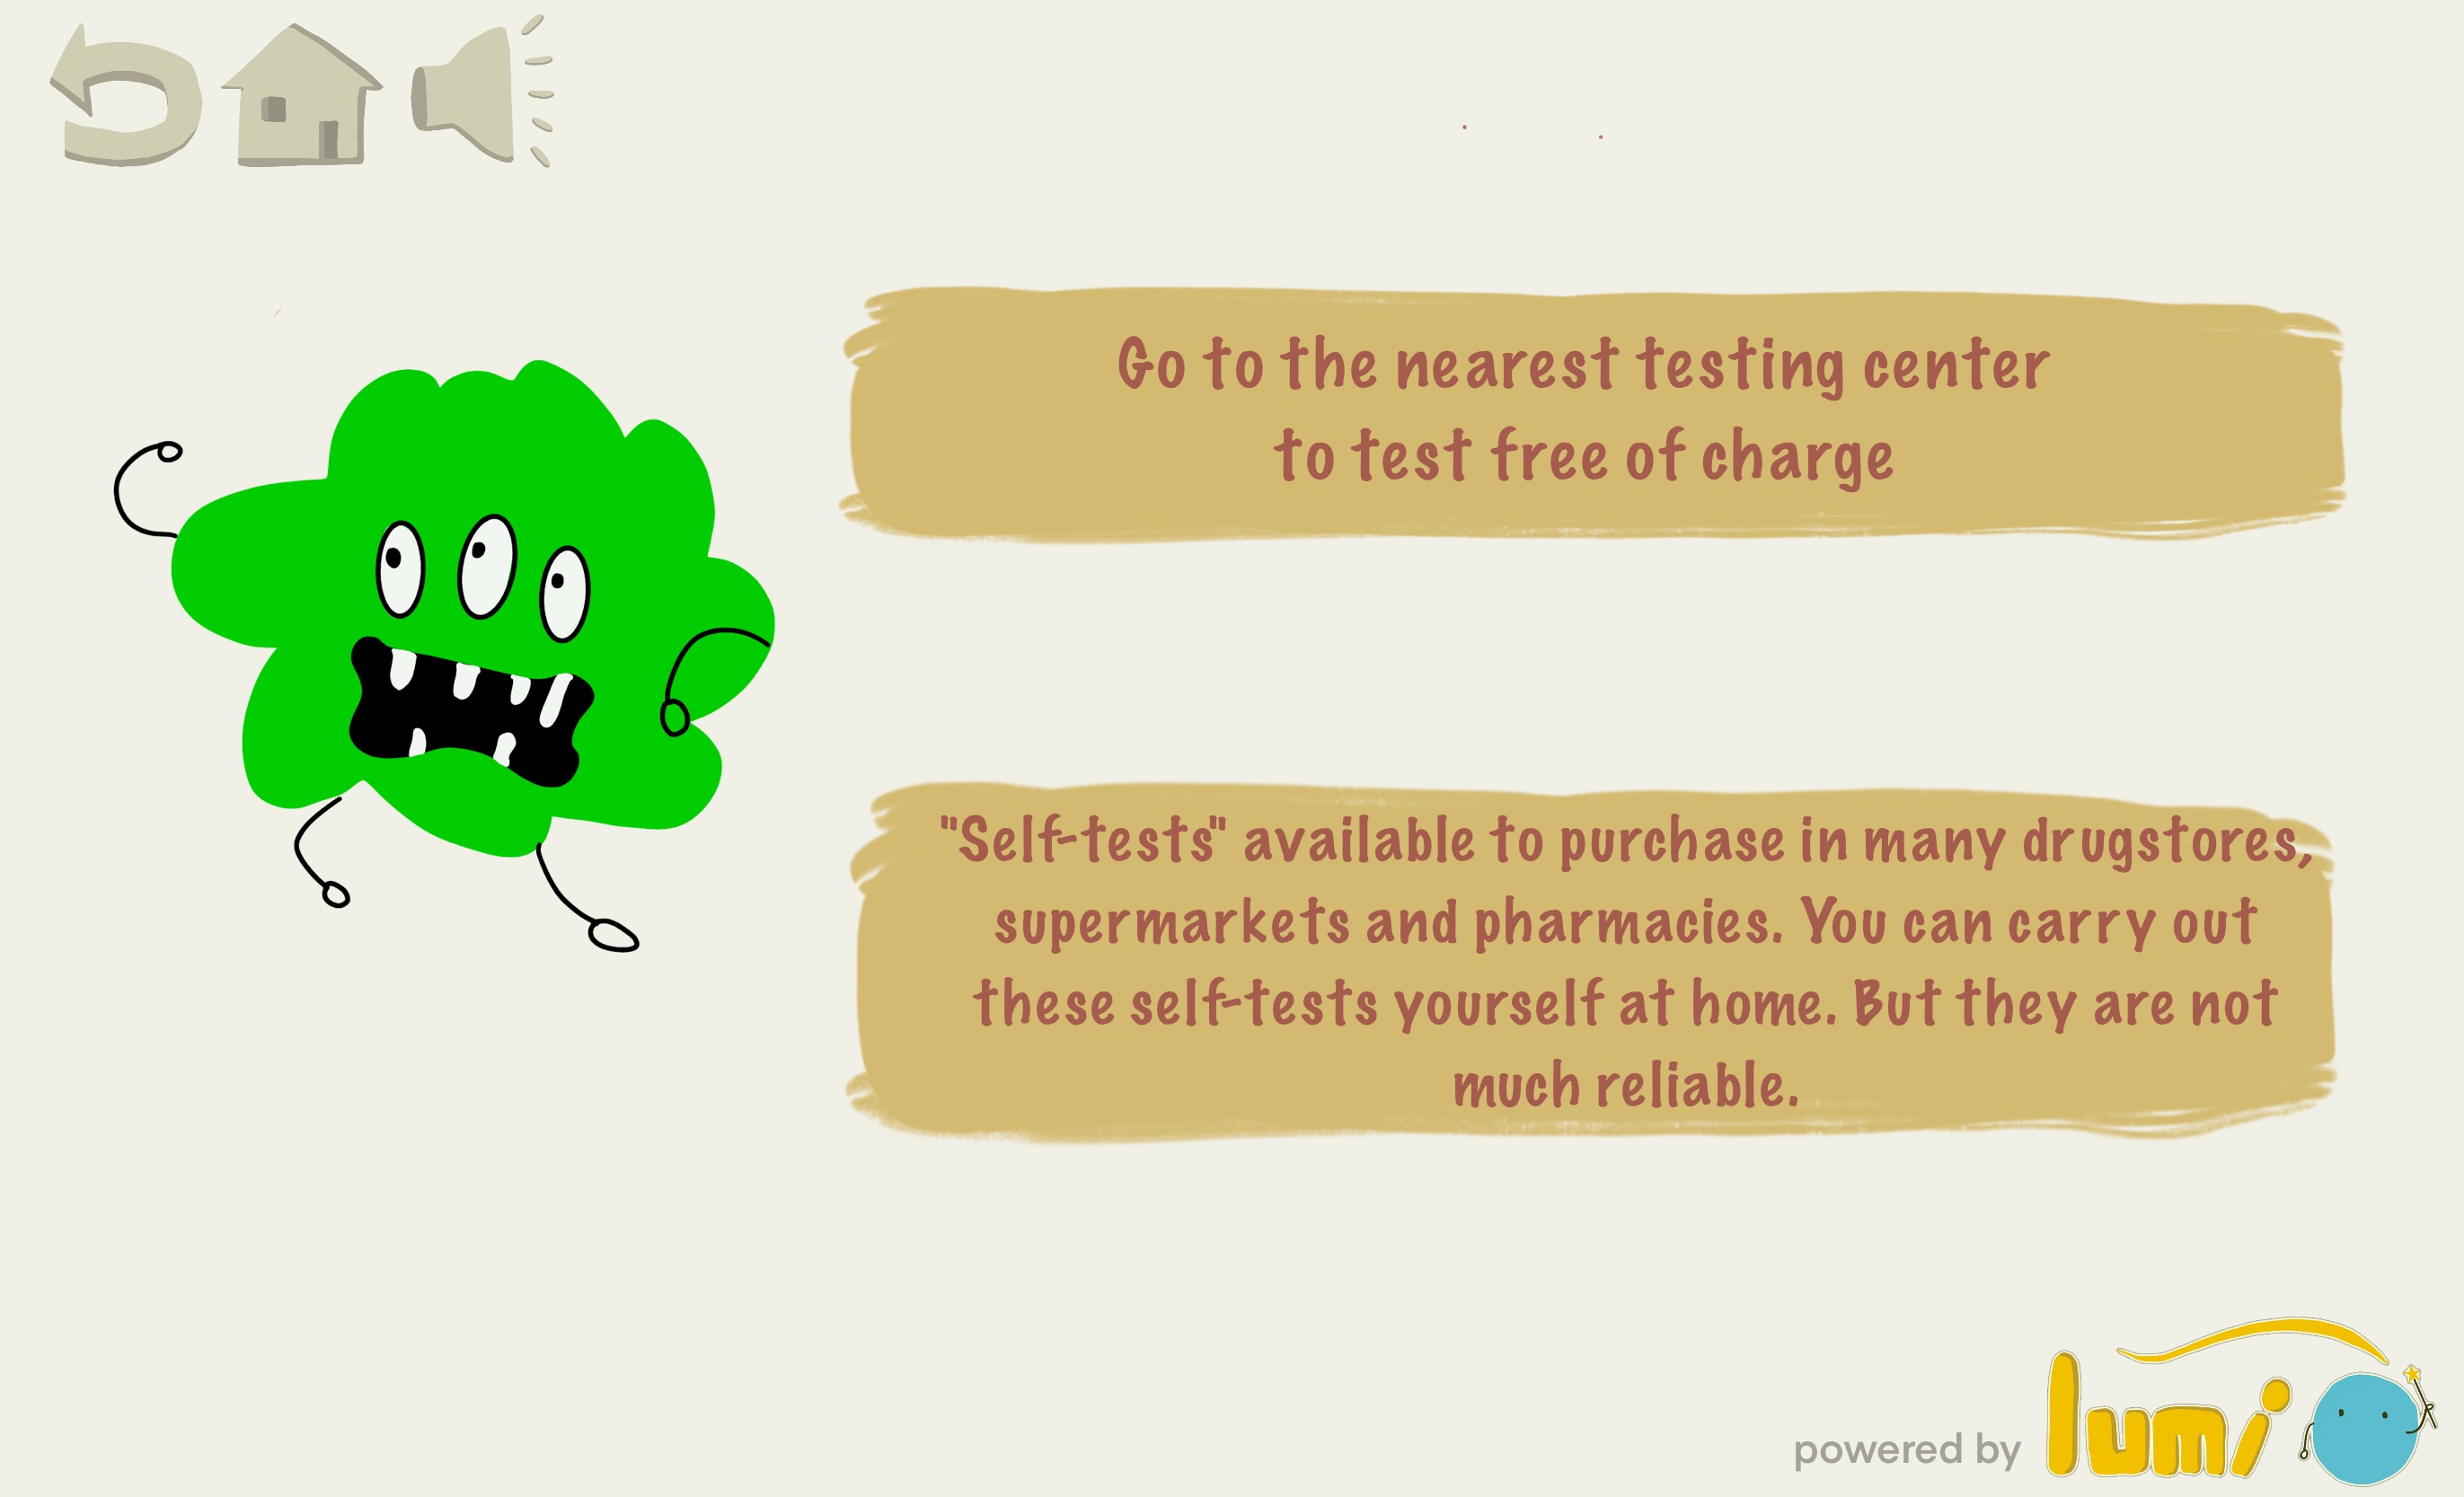 Go to the nearest testing center
to test free of charge
"Self-tests" available to purchase in many drugstores,
supermarkets and pharmacies. You can carry out
these self-tests yourself at home. But they are not
much reliable.
powered by lumi